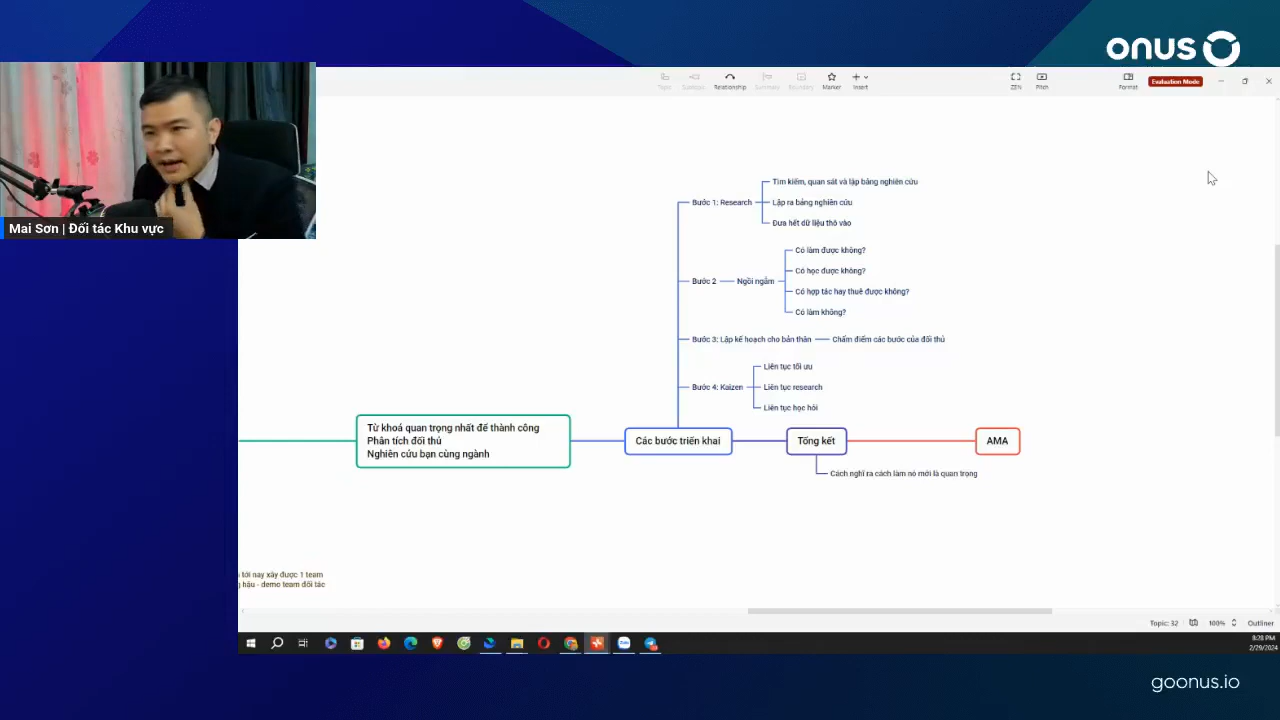 onus
Topic
Relationship
Summary
Boundary
Marker
Insert
ZEN
Pitch
Format
Evaluation Mode
Mai Sơn | Đối tác Khu vực
Bước 1: Research
Tìm kiếm, quan sát và lập bảng nghiên cứu
Lập ra bảng nghiên cứu
Đưa hết dữ liệu thô vào
Bước 2
Ngồi ngẫm
Có làm được không?
Có học được không?
Có hợp tác hay thuê được không?
Có làm không?
Bước 3: Lập kế hoạch cho bản thân
Chấm điểm các bước của đối thủ
Bước 4: Kaizen
Liên tục tối ưu
Liên tục research
Liên tục học hỏi
Từ khoá quan trọng nhất để thành công
Phân tích đối thủ
Nghiên cứu bạn cùng ngành
Các bước triển khai
Tổng kết
AMA
Cách nghĩ ra cách làm nó mới là quan trọng
tới nay xây được 1 team
hậu - demo team đối tác
Topic: 32
100%
Outliner
Zalo
8:28 PM
2/29/2024
goonus.io